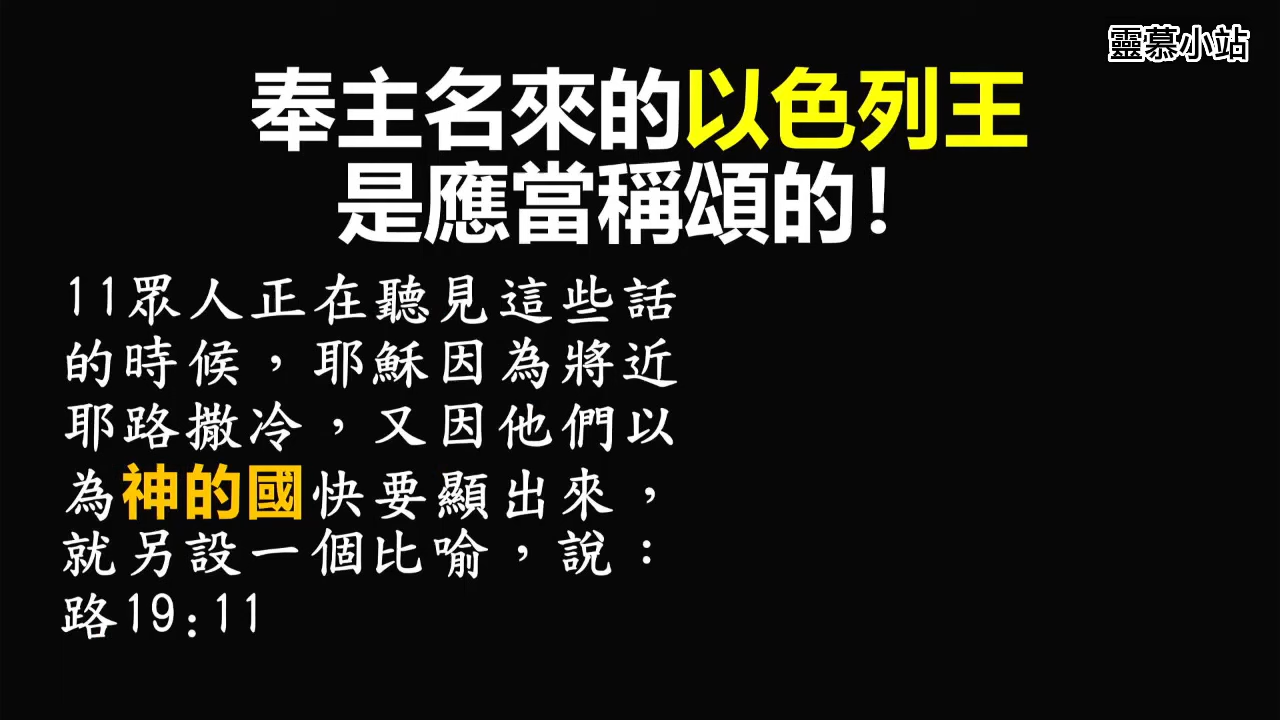 靈慕小站
奉主名來的以色列王
是應當稱頌的!
11眾人正在聽見這些話
的時候，耶穌因為將近
耶路撒冷，又因他們以
為神的國快要顯出來，
就另設一個比喻，說：
路19:11